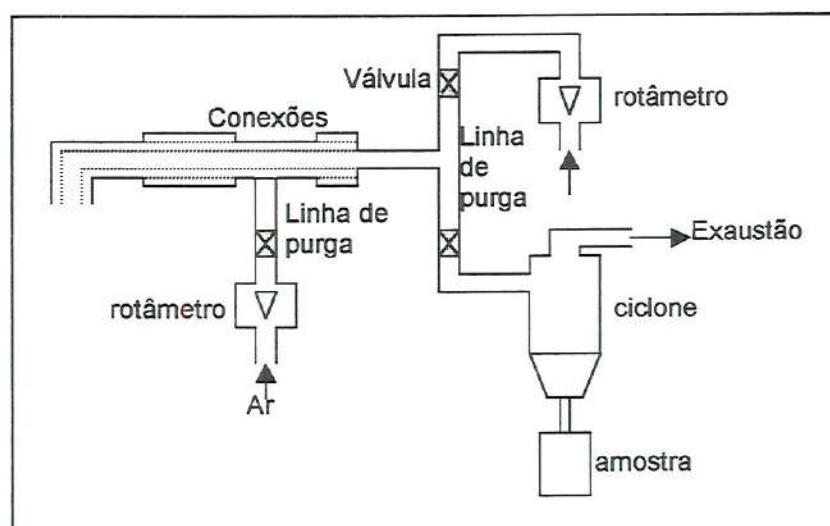 Válvula
rotâmetro
Conexões
Linha
de
purga
Linha de
purga
Exaustão
rotâmetro
ciclone
Ar
amostra